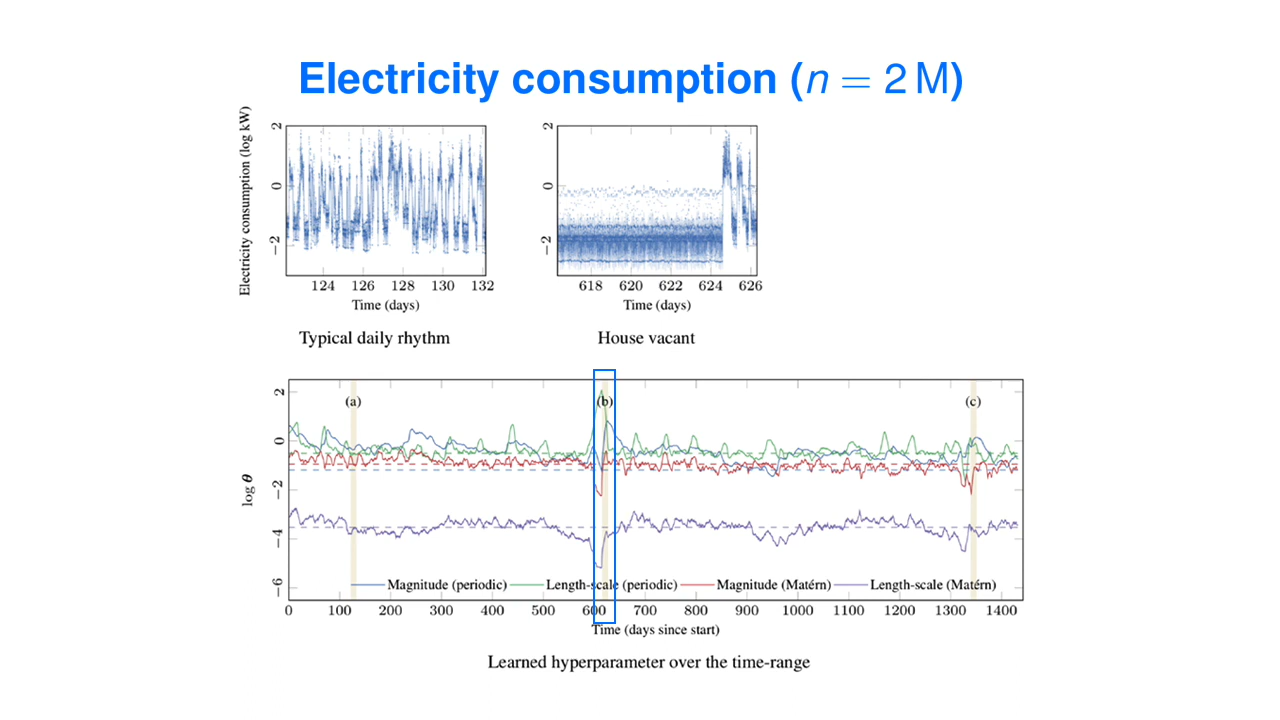 Electricity consumption (n = 2 M)
Electricity consumption (log kW)
2
0
−2
124 126 128 130 132
Time (days)
Typical daily rhythm
2
0
−2
618 620 622 624 626
Time (days)
House vacant
log θ
2
0
−2
−4
−6
(a)
(b)
(c)
Magnitude (periodic) Length-scale (periodic) Magnitude (Matérn) Length-scale (Matérn)
0 100 200 300 400 500 600 700 800 900 1000 1100 1200 1300 1400
Time (days since start)
Learned hyperparameter over the time-range